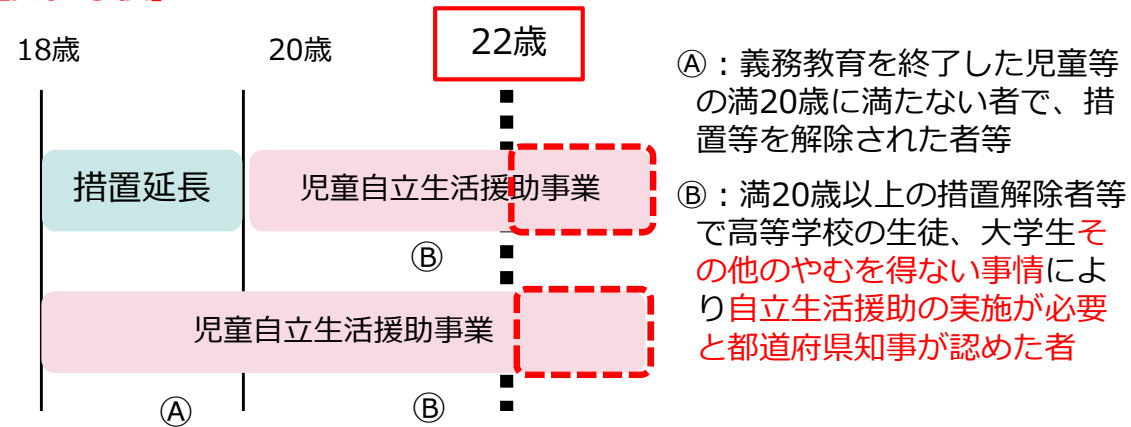 18歳
20歳
22歳
措置延長
児童自立生活援助事業
Ⓑ
児童自立生活援助事業
Ⓐ
Ⓑ
Ⓐ：義務教育を終了した児童等
の満20歳に満たない者で、措
置等を解除された者等
Ⓑ：満20歳以上の措置解除者等
で高等学校の生徒、大学生そ
の他のやむを得ない事情によ
り自立生活援助の実施が必要
と都道府県知事が認めた者